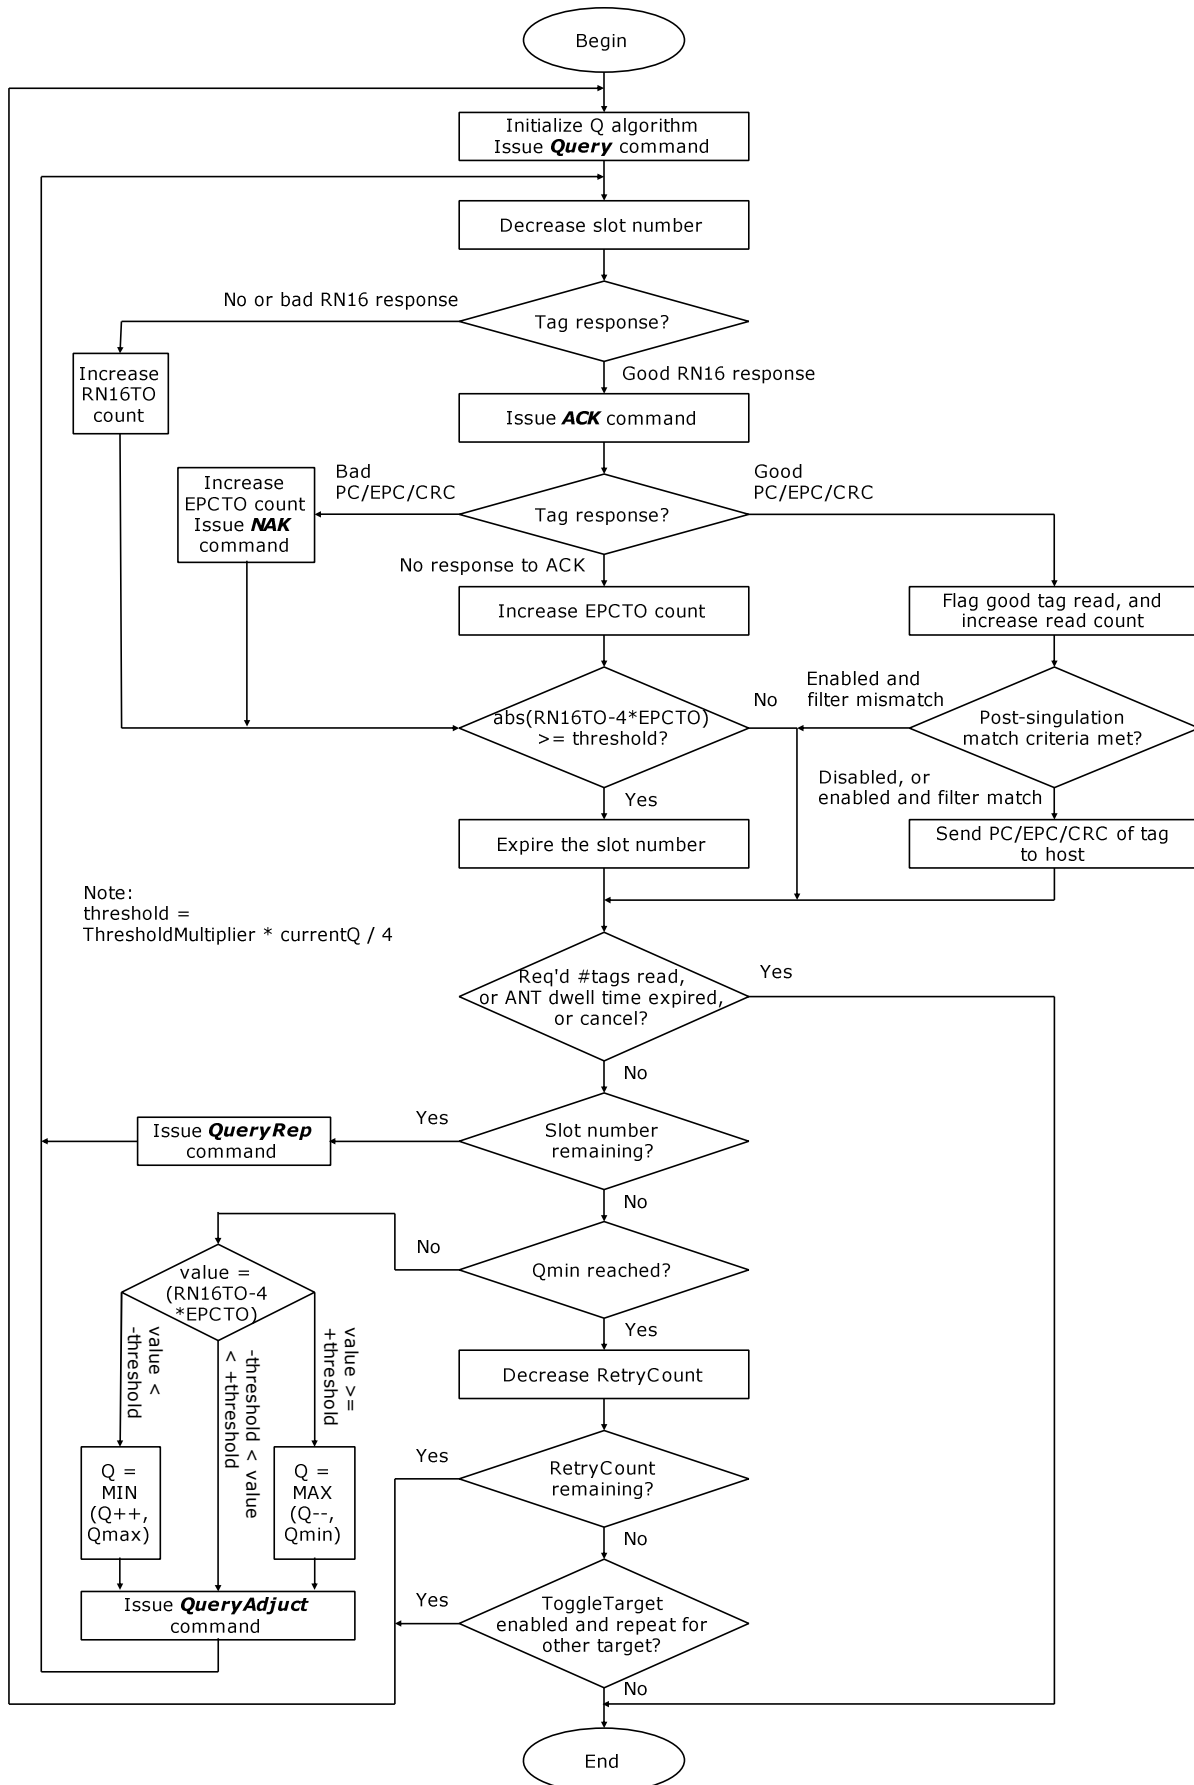 Begin
Initialize Q algorithm
Issue Query command
Decrease slot number
No or bad RN16 response
Tag response?
Increase
RN16TO
count
Good RN16 response
Issue ACK command
Bad
PC/EPC/CRC
Good
PC/EPC/CRC
Increase
EPCTO count
Issue NAK
command
Tag response?
No response to ACK
Increase EPCTO count
Flag good tag read, and
increase read count
abs(RN16TO-4*EPCTO)
>= threshold?
No
Enabled and
filter mismatch
Post-singulation
match criteria met?
Yes
Disabled, or
enabled and filter match
Expire the slot number
Send PC/EPC/CRC of tag
to host
Note:
threshold =
ThresholdMultiplier * currentQ / 4
Req'd #tags read,
or ANT dwell time expired,
or cancel?
Yes
No
Slot number
remaining?
Yes
Issue QueryRep
command
No
Qmin reached?
No
value =
(RN16TO-4
*EPCTO)
Yes
value <
-threshold
-threshold < value
< +threshold
value >=
+threshold
Decrease RetryCount
Q =
MIN
(Q++,
Qmax)
Q =
MAX
(Q--,
Qmin)
Yes
RetryCount
remaining?
No
Issue QueryAdjuct
command
Yes
ToggleTarget
enabled and repeat for
other target?
No
End